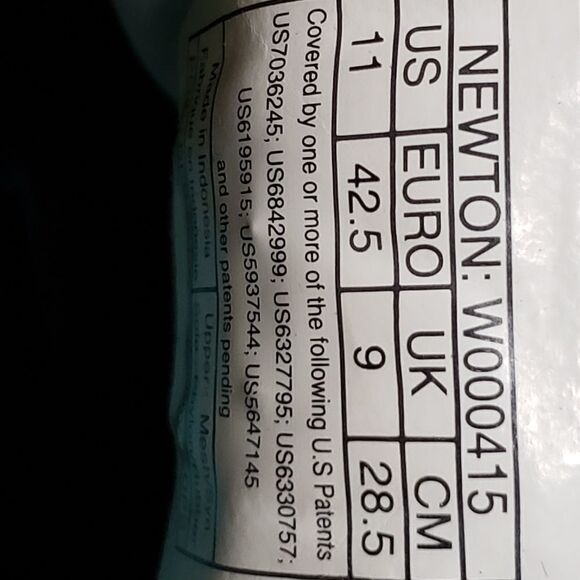 NEWTON: W000415
US EURO UK CM
11 42.5 9 28.5
Covered by one or more of the following U.S Patents
US7036245; US6842999; US6327795; US6330757;
US6195915; US5937544; US5647145
and other patents pending
Made in Indonesia Upper: Mesh